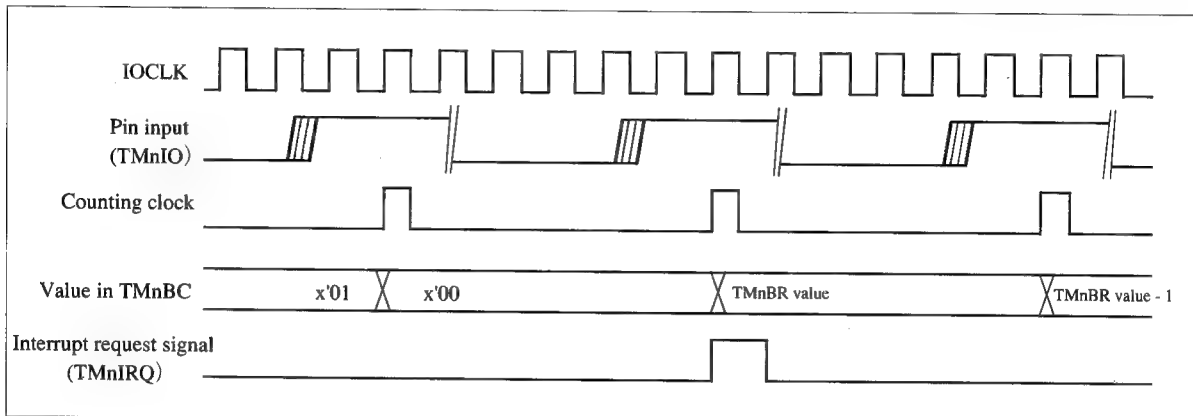 IOCLK
Pin input
(TMnIO)
Counting clock
Value in TMnBC
x'01
x'00
TMnBR value
TMnBR value - 1
Interrupt request signal
(TMnIRQ)